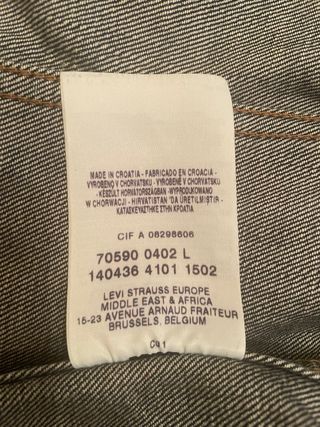 MADE IN CROATIA - FABRICADO EN CROACIA -
VYROBENO V CHORVATSKU - VYROBENÉ V CHORVÁTSKU
- KÉSZÜLT HORVÁTORSZÁGBAN - WYPRODUKOWANO
W CHORWACJI - HIRVATISTAN 'DA ÜRETILMIŞTIR -
ΚΑΤΑΣΚΕΥΑΣΤΗΚΕ ΣΤΗΝ ΚΡΟΑΤΙΑ
CIF A 08298606
70590 0402 L
140436 4101 1502
LEVI STRAUSS EUROPE
MIDDLE EAST & AFRICA
15-23 AVENUE ARNAUD FRAITEUR
BRUSSELS, BELGIUM